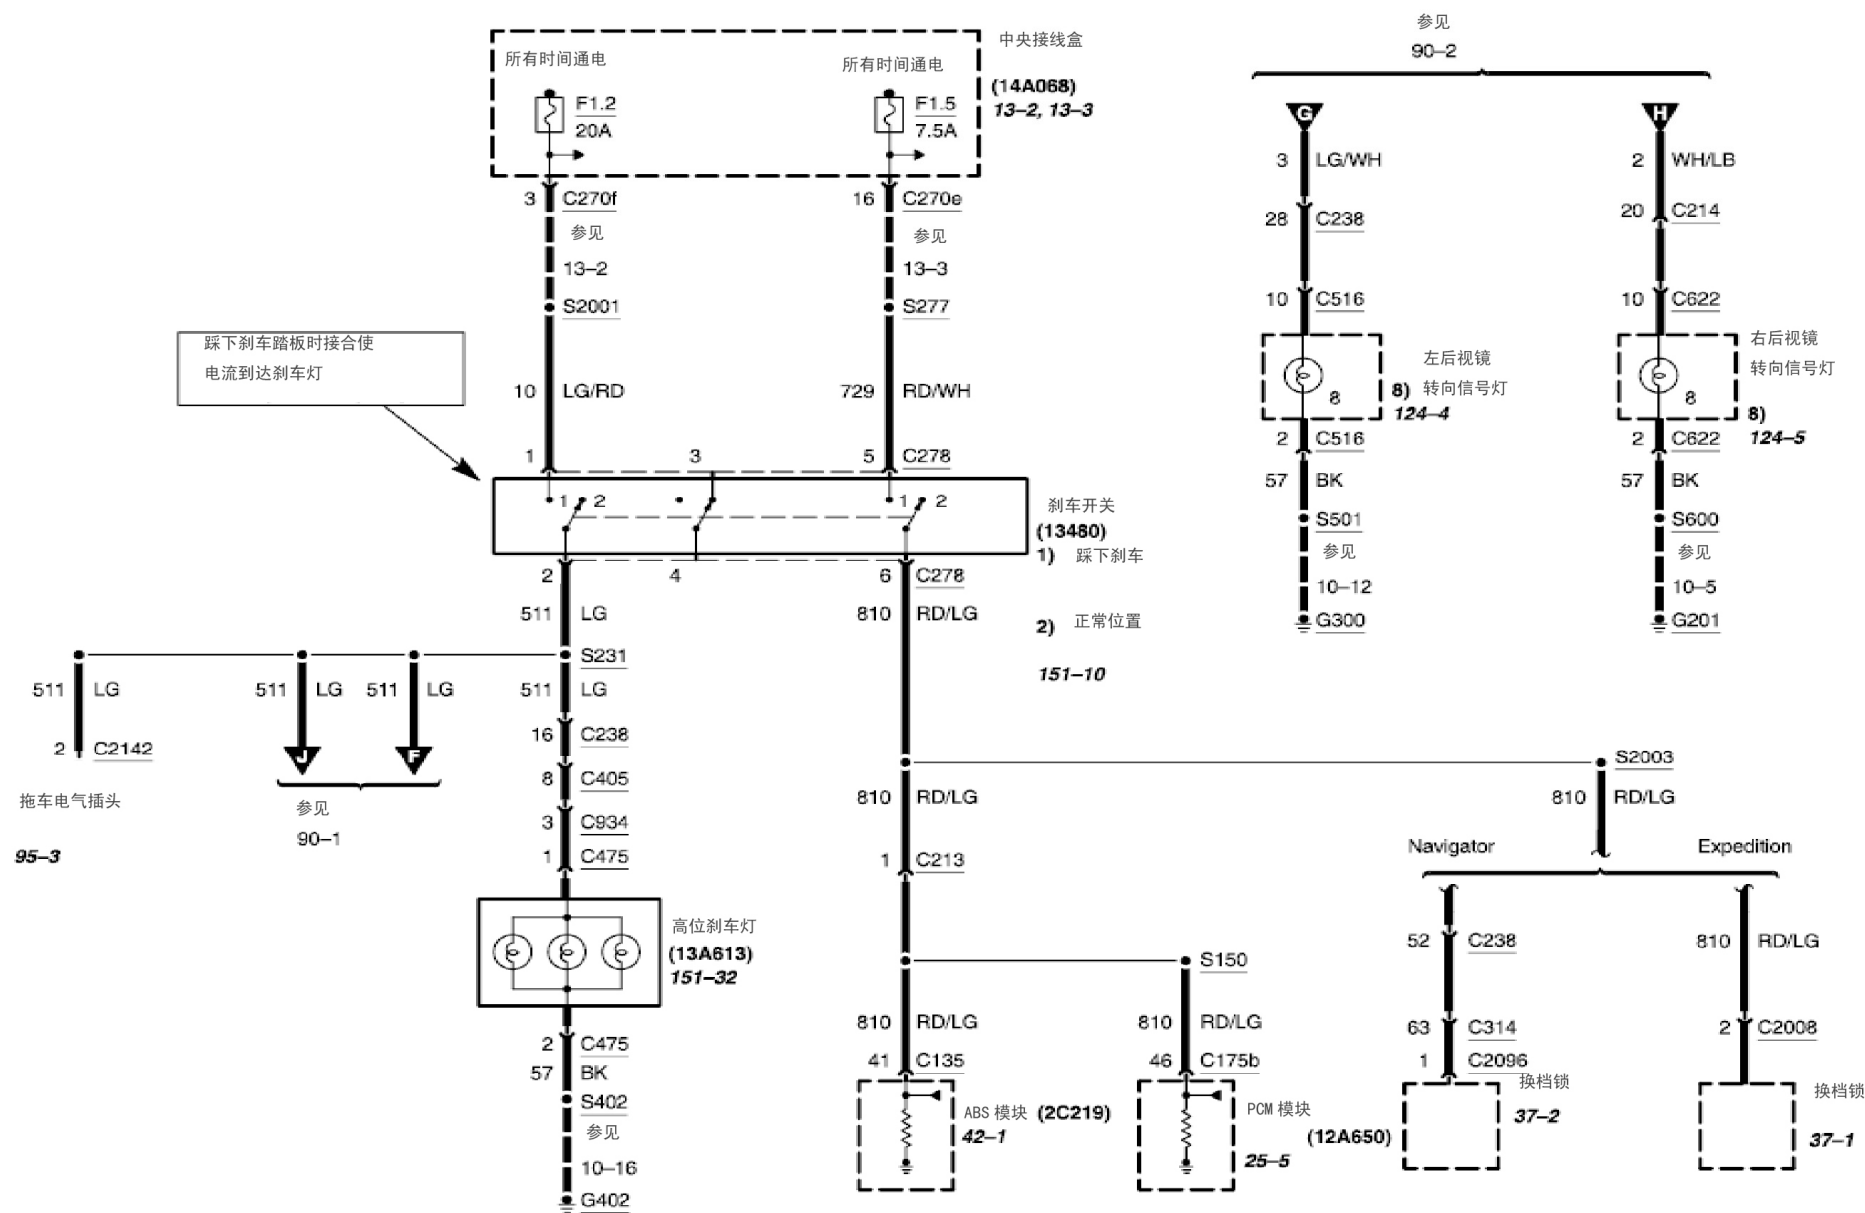 中央接线盒
(14A068)
13-2, 13-3
所有时间通电
F1.2
20A
所有时间通电
F1.5
7.5A
3 C270f
参见
13-2
S2001
10 LG/RD
16 C270e
参见
13-3
S277
729 RD/WH
踩下刹车踏板时接合使
电流到达刹车灯
1 3 5 C278
1 2
1 2
刹车开关
(13480)
1) 踩下刹车
2) 正常位置
151-10
2 4 6 C278
511 LG
810 RD/LG
S231
511 LG
511 LG
511 LG
511 LG
2 C2142
拖车电气插头
95-3
J
F
参见
90-1
16 C238
8 C405
3 C934
1 C475
高位刹车灯
(13A613)
151-32
2 C475
57 BK
S402
参见
10-16
G402
810 RD/LG
1 C213
S150
810 RD/LG
810 RD/LG
41 C135
46 C175b
ABS 模块 (2C219)
42-1
PCM 模块
(12A650)
25-5
S2003
810 RD/LG
Navigator
Expedition
52 C238
63 C314
1 C2096
换档锁
37-2
810 RD/LG
2 C2008
换档锁
37-1
参见
90-2
G
3 LG/WH
28 C238
10 C516
8
左后视镜
8) 转向信号灯
124-4
2 C516
57 BK
S501
参见
10-12
G300
H
2 WH/LB
20 C214
10 C622
8
右后视镜
转向信号灯
8)
124-5
2 C622
57 BK
S600
参见
10-5
G201